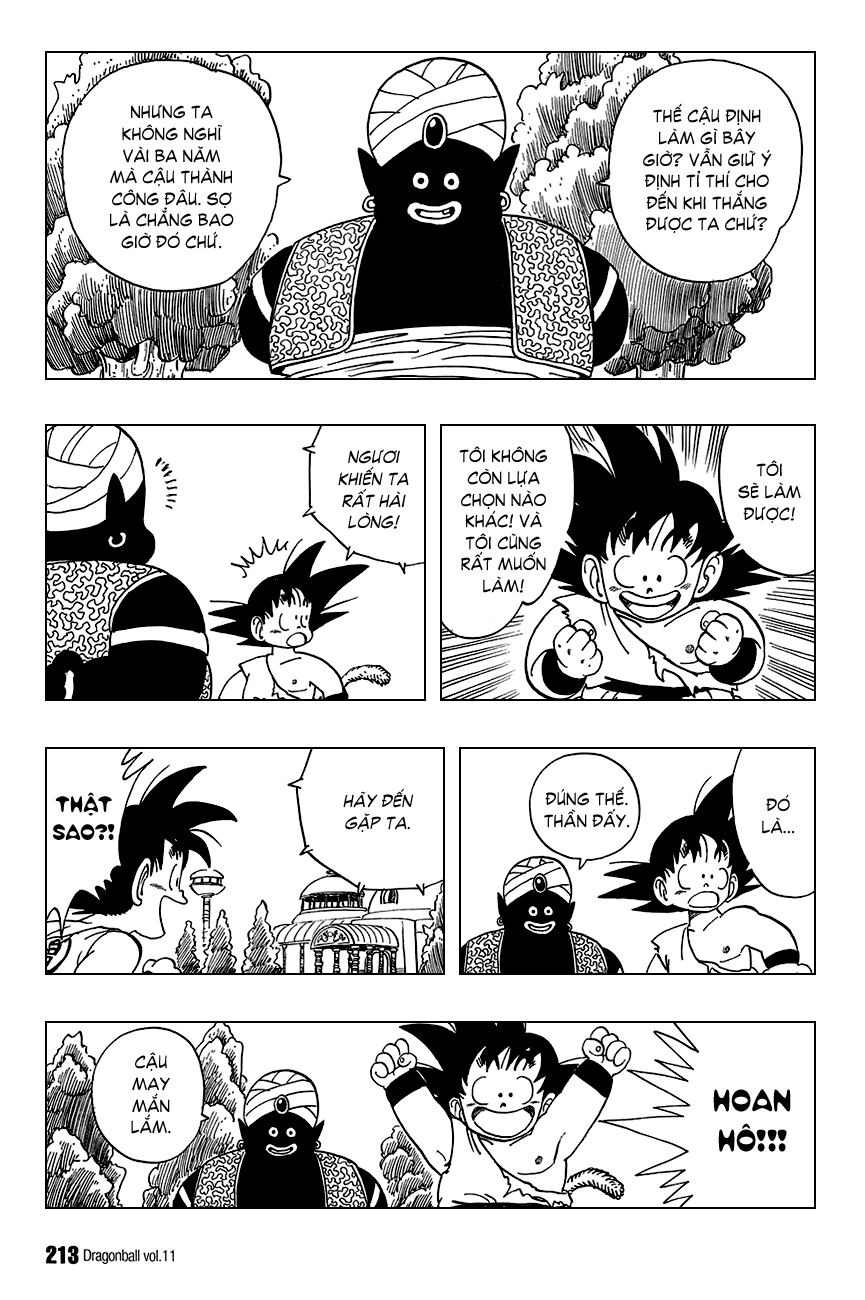 THẾ CẬU ĐỊNH
LÀM GÌ BÂY
GIỜ? VẪN GIỮ Ý
ĐỊNH TỈ THÍ CHO
ĐẾN KHI THẮNG
ĐƯỢC TA CHỨ?
NHƯNG TA
KHÔNG NGHĨ
VÀI BA NĂM
MÀ CẬU THÀNH
CÔNG ĐÂU. SỢ
LÀ CHẲNG BAO
GIỜ ĐÓ CHỨ.
TÔI
SẼ LÀM
ĐƯỢC!
TÔI KHÔNG
CÒN LỰA
CHỌN NÀO
KHÁC! VÀ
TÔI CŨNG
RẤT MUỐN
LÀM!
NGƯƠI
KHIẾN TA
RẤT HÀI
LÒNG!
ĐÓ
LÀ...
ĐÚNG THẾ.
THẦN ĐẤY.
HÃY ĐẾN
GẶP TA.
THẬT
SAO?!
HOAN
HÔ!!!
CẬU
MAY
MẮN
LẮM.
213 Dragonball vol.11